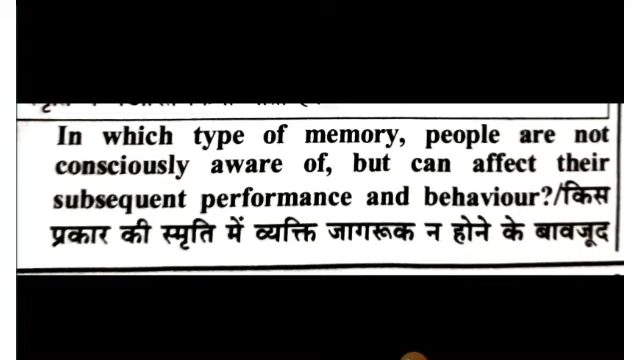 In which type of memory, people are not
consciously aware of, but can affect their
subsequent performance and behaviour?/किस
प्रकार की स्मृति में व्यक्ति जागरूक न होने के बावजूद